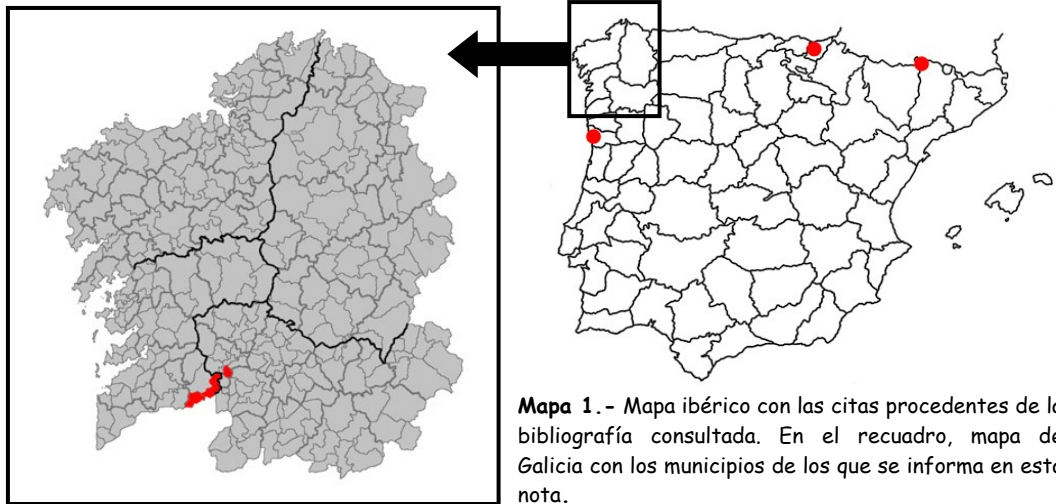 Mapa 1.- Mapa ibérico con las citas procedentes de la
bibliografía consultada. En el recuadro, mapa de
Galicia con los municipios de los que se informa en esta
nota.